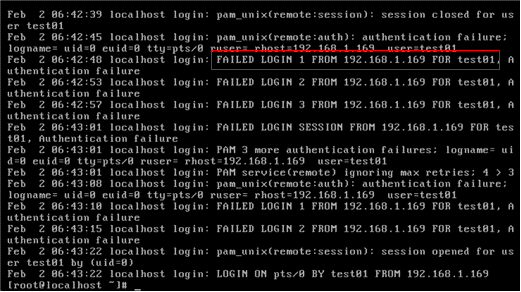 Feb  2 06:42:39 localhost login: pam_unix(remote:session): session closed for us
er test01
Feb  2 06:42:45 localhost login: pam_unix(remote:auth): authentication failure;
logname= uid=0 euid=0 tty=pts/0 ruser= rhost=192.168.1.169  user=test01
Feb  2 06:42:48 localhost login: FAILED LOGIN 1 FROM 192.168.1.169 FOR test01, A
uthentication failure
Feb  2 06:42:53 localhost login: FAILED LOGIN 2 FROM 192.168.1.169 FOR test01, A
uthentication failure
Feb  2 06:42:57 localhost login: FAILED LOGIN 3 FROM 192.168.1.169 FOR test01, A
uthentication failure
Feb  2 06:43:01 localhost login: FAILED LOGIN SESSION FROM 192.168.1.169 FOR tes
t01, Authentication failure
Feb  2 06:43:01 localhost login: PAM 3 more authentication failures; logname= ui
d=0 euid=0 tty=pts/0 ruser= rhost=192.168.1.169  user=test01
Feb  2 06:43:01 localhost login: PAM service(remote) ignoring max retries; 4 > 3
Feb  2 06:43:08 localhost login: pam_unix(remote:auth): authentication failure;
logname= uid=0 euid=0 tty=pts/0 ruser= rhost=192.168.1.169  user=test01
Feb  2 06:43:10 localhost login: FAILED LOGIN 1 FROM 192.168.1.169 FOR test01, A
uthentication failure
Feb  2 06:43:15 localhost login: FAILED LOGIN 2 FROM 192.168.1.169 FOR test01, A
uthentication failure
Feb  2 06:43:22 localhost login: pam_unix(remote:session): session opened for us
er test01 by (uid=0)
Feb  2 06:43:22 localhost login: LOGIN ON pts/0 BY test01 FROM 192.168.1.169
[root@localhost ~]# _